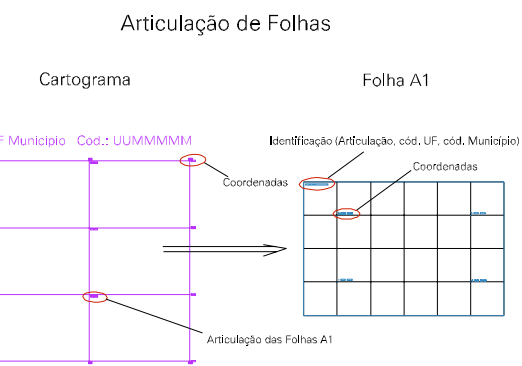 Articulação de Folhas
Cartograma
Folha A1
F Município Cód.: UUMMMMM
Identificação (Articulação, cód. UF, cód. Município)
Coordenadas
Coordenadas
Articulação das Folhas A1